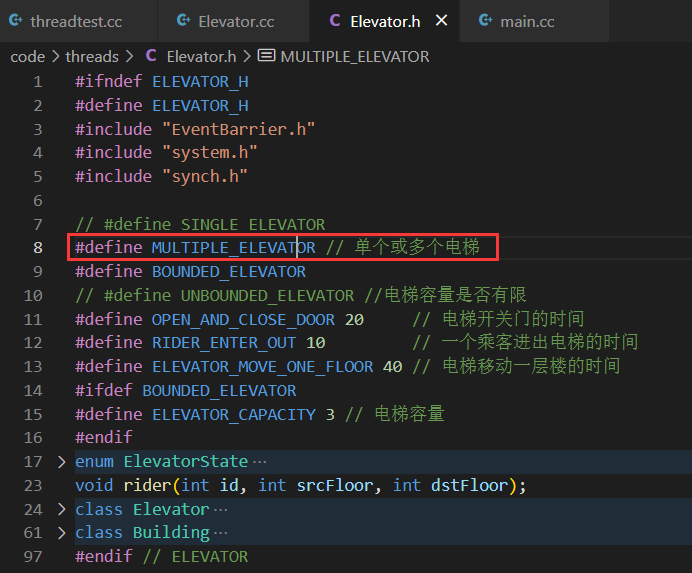 threadtest.cc Elevator.cc Elevator.h main.cc
code > threads > Elevator.h > MULTIPLE_ELEVATOR
1 #ifndef ELEVATOR_H
2 #define ELEVATOR_H
3 #include "EventBarrier.h"
4 #include "system.h"
5 #include "synch.h"
6
7 // #define SINGLE_ELEVATOR
8 #define MULTIPLE_ELEVATOR // 单个或多个电梯
9 #define BOUNDED_ELEVATOR
10 // #define UNBOUNDED_ELEVATOR //电梯容量是否有限
11 #define OPEN_AND_CLOSE_DOOR 20 // 电梯开关门的时间
12 #define RIDER_ENTER_OUT 10 // 一个乘客进出电梯的时间
13 #define ELEVATOR_MOVE_ONE_FLOOR 40 // 电梯移动一层楼的时间
14 #ifdef BOUNDED_ELEVATOR
15 #define ELEVATOR_CAPACITY 3 // 电梯容量
16 #endif
17 enum ElevatorState···
23 void rider(int id, int srcFloor, int dstFloor);
24 class Elevator···
61 class Building···
97 #endif // ELEVATOR